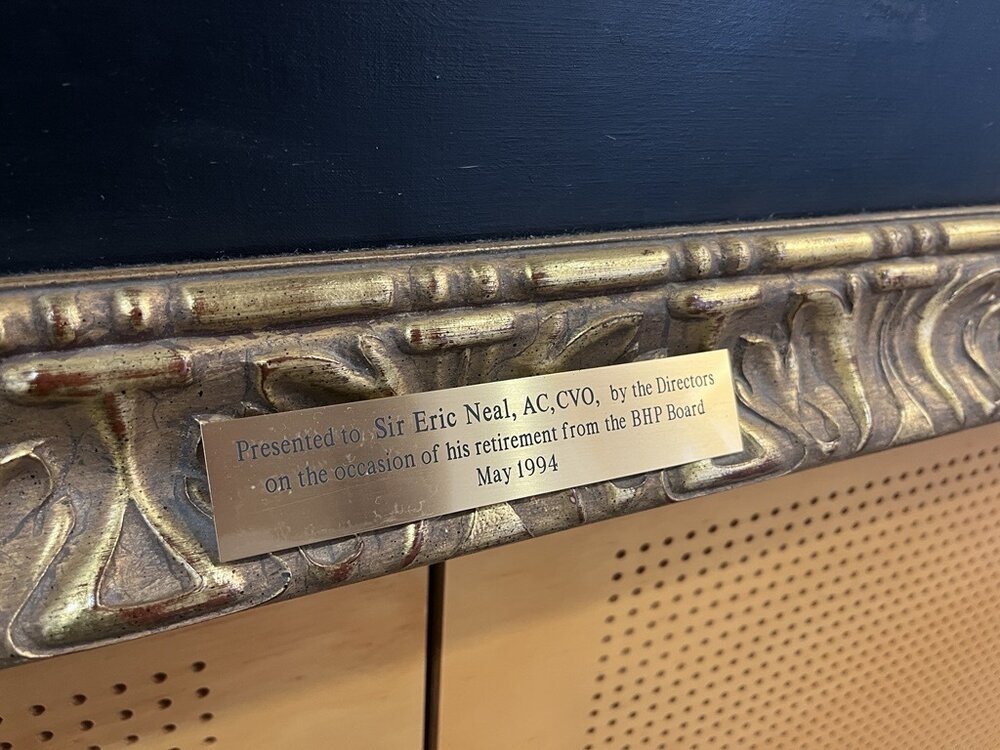 Presented to Sir Eric Neal, AC,CVO, by the Directors
on the occasion of his retirement from the BHP Board
May 1994